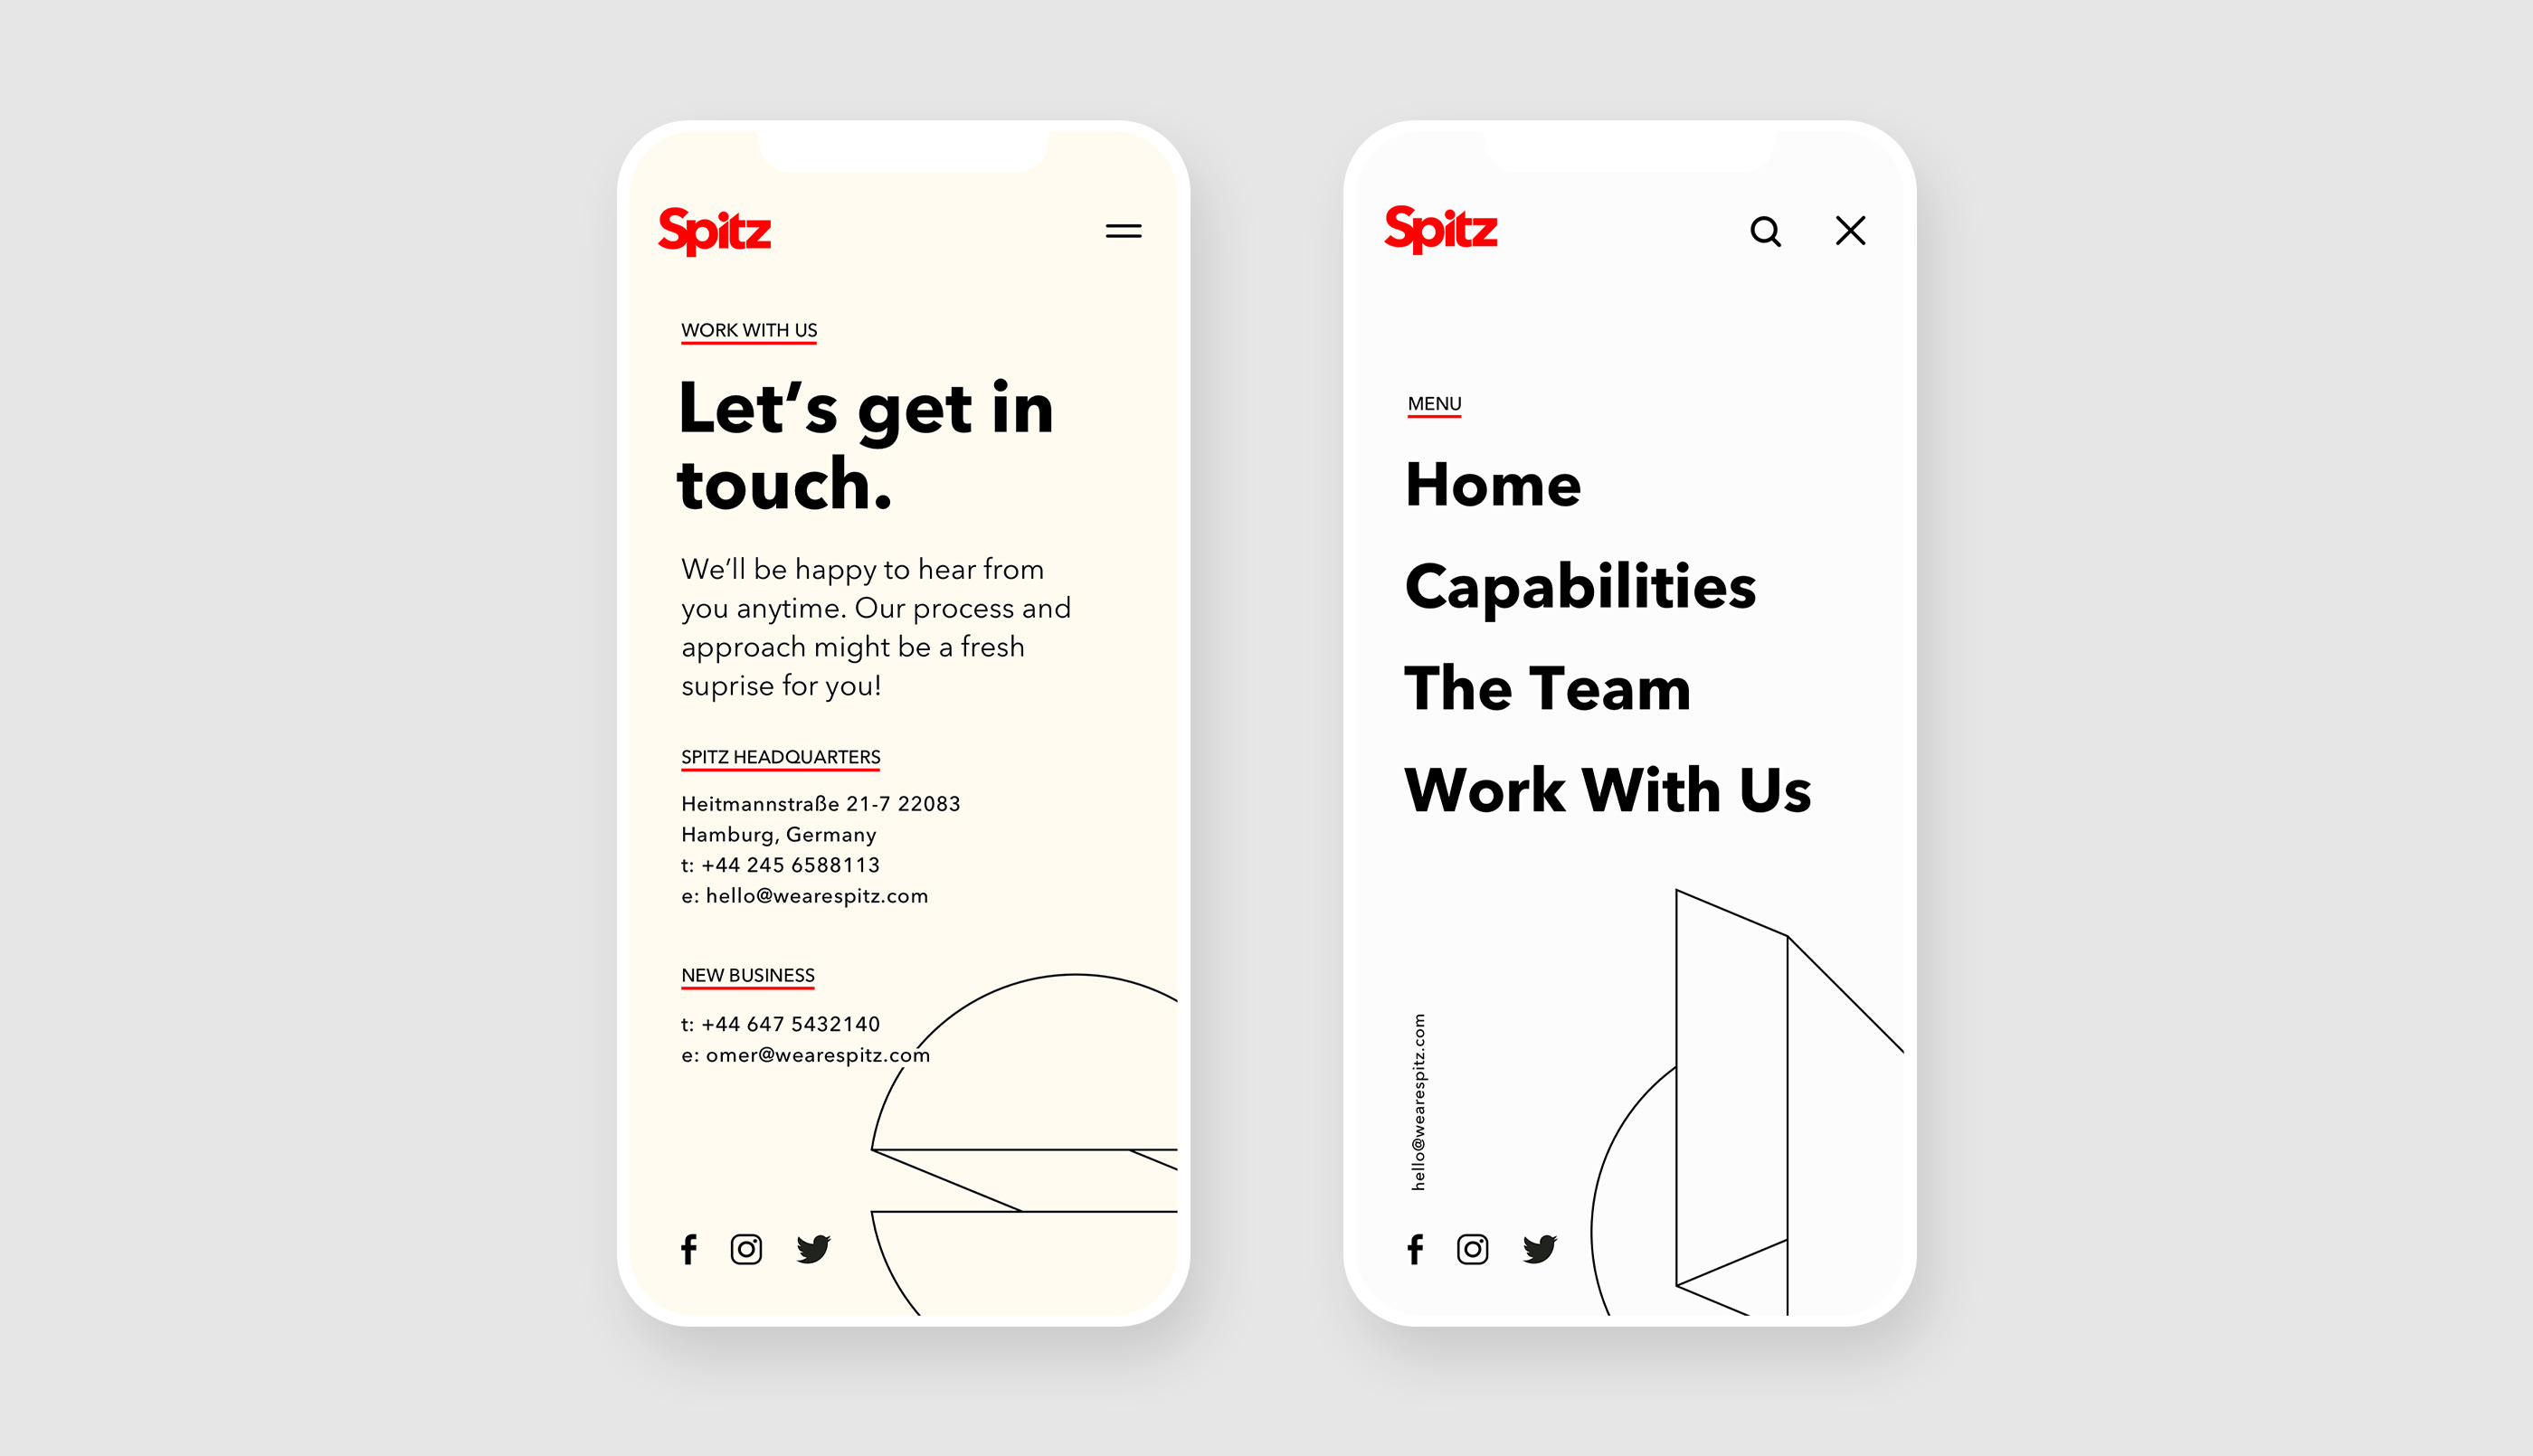 Spitz
WORK WITH US
Let’s get in
touch.
We’ll be happy to hear from
you anytime. Our process and
approach might be a fresh
suprise for you!
SPITZ HEADQUARTERS
Heitmannstraße 21-7 22083
Hamburg, Germany
t: +44 245 6588113
e: hello@wearespitz.com
NEW BUSINESS
t: +44 647 5432140
e: omer@wearespitz.com
Spitz
MENU
Home
Capabilities
The Team
Work With Us
hello@wearespitz.com